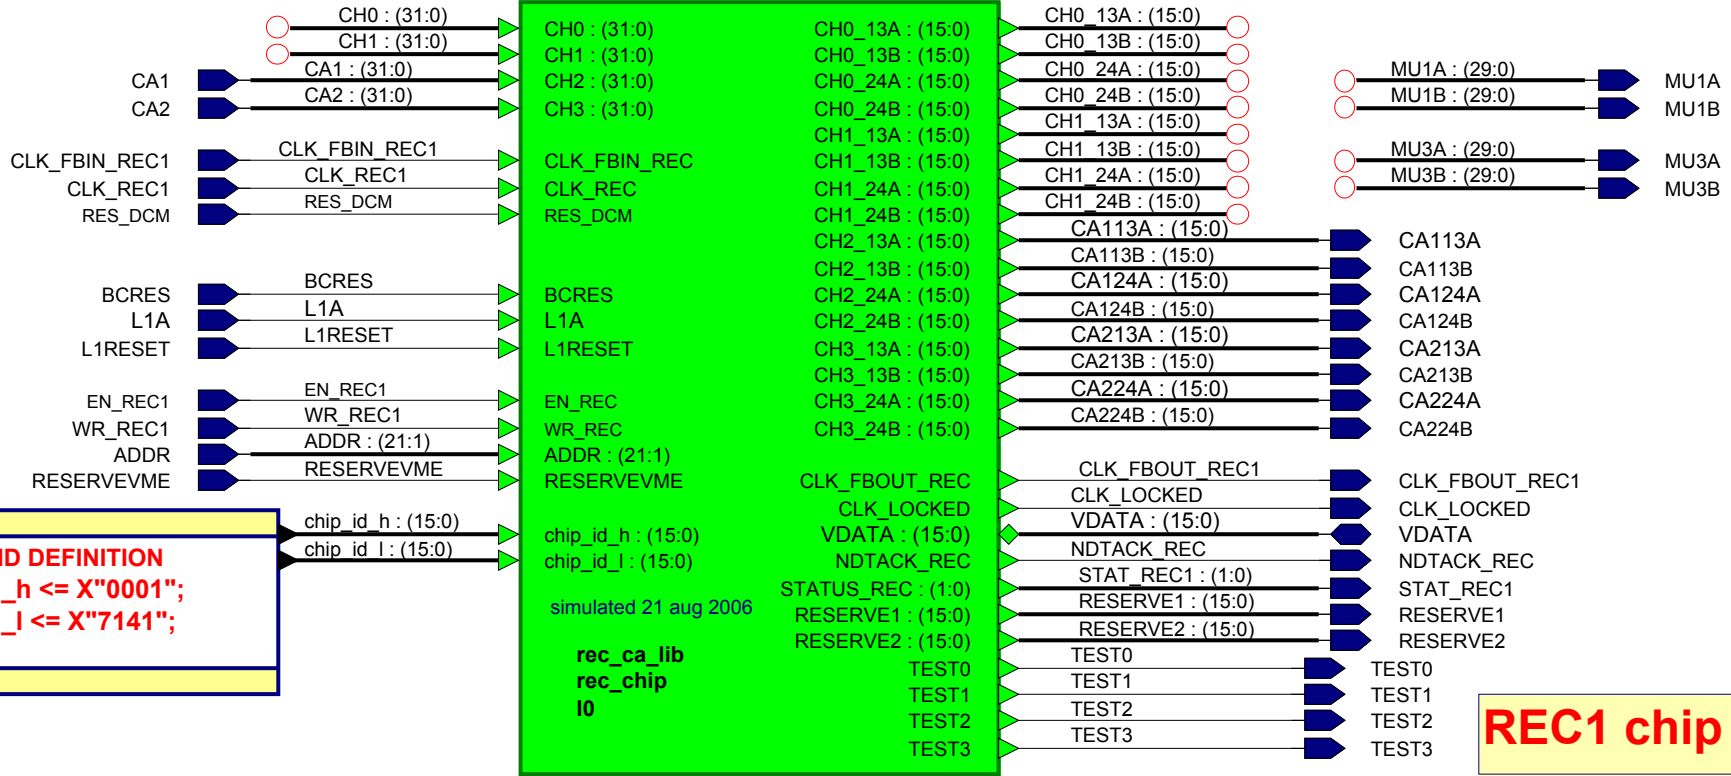 CH0 : (31:0)
CH1 : (31:0)
CA1
CA1 : (31:0)
CA2
CA2 : (31:0)
CLK_FBIN_REC1
CLK_FBIN_REC1
CLK_REC1
CLK_REC1
RES_DCM
RES_DCM
BCRES
BCRES
L1A
L1A
L1RESET
L1RESET
EN_REC1
EN_REC1
WR_REC1
WR_REC1
ADDR
ADDR : (21:1)
RESERVEVME
RESERVEVME
chip_id_h : (15:0)
chip_id_l : (15:0)
ID DEFINITION
_h <= X"0001";
_l <= X"7141";
CH0 : (31:0)
CH1 : (31:0)
CH2 : (31:0)
CH3 : (31:0)
CLK_FBIN_REC
CLK_REC
RES_DCM
BCRES
L1A
L1RESET
EN_REC
WR_REC
ADDR : (21:1)
RESERVEVME
chip_id_h : (15:0)
chip_id_l : (15:0)
simulated 21 aug 2006
rec_ca_lib
rec_chip
I0
CH0_13A : (15:0)
CH0_13B : (15:0)
CH0_24A : (15:0)
CH0_24B : (15:0)
CH1_13A : (15:0)
CH1_13B : (15:0)
CH1_24A : (15:0)
CH1_24B : (15:0)
CH2_13A : (15:0)
CH2_13B : (15:0)
CH2_24A : (15:0)
CH2_24B : (15:0)
CH3_13A : (15:0)
CH3_13B : (15:0)
CH3_24A : (15:0)
CH3_24B : (15:0)
CLK_FBOUT_REC
CLK_LOCKED
VDATA : (15:0)
NDTACK_REC
STATUS_REC : (1:0)
RESERVE1 : (15:0)
RESERVE2 : (15:0)
TEST0
TEST1
TEST2
TEST3
CH0_13A : (15:0)
CH0_13B : (15:0)
CH0_24A : (15:0)
CH0_24B : (15:0)
CH1_13A : (15:0)
CH1_13B : (15:0)
CH1_24A : (15:0)
CH1_24B : (15:0)
CA113A : (15:0)
CA113A
CA113B : (15:0)
CA113B
CA124A : (15:0)
CA124A
CA124B : (15:0)
CA124B
CA213A : (15:0)
CA213A
CA213B : (15:0)
CA213B
CA224A : (15:0)
CA224A
CA224B : (15:0)
CA224B
CLK_FBOUT_REC1
CLK_FBOUT_REC1
CLK_LOCKED
CLK_LOCKED
VDATA : (15:0)
VDATA
NDTACK_REC
NDTACK_REC
STAT_REC1 : (1:0)
STAT_REC1
RESERVE1 : (15:0)
RESERVE1
RESERVE2 : (15:0)
RESERVE2
TEST0
TEST0
TEST1
TEST1
TEST2
TEST2
TEST3
TEST3
MU1A : (29:0)
MU1A
MU1B : (29:0)
MU1B
MU3A : (29:0)
MU3A
MU3B : (29:0)
MU3B
REC1 chip